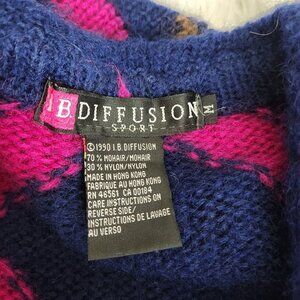 I.B. DIFFUSION
SPORT
M
©1990 I.B. DIFFUSION
70% MOHAIR/MOHAIR
30% NYLON/NYLON
MADE IN HONG KONG
FABRIQUE AU HONG KONG
RN 46561 CA 00184
CARE INSTRUCTIONS ON
REVERSE SIDE/
INSTRUCTIONS DE LAVAGE
AU VERSO